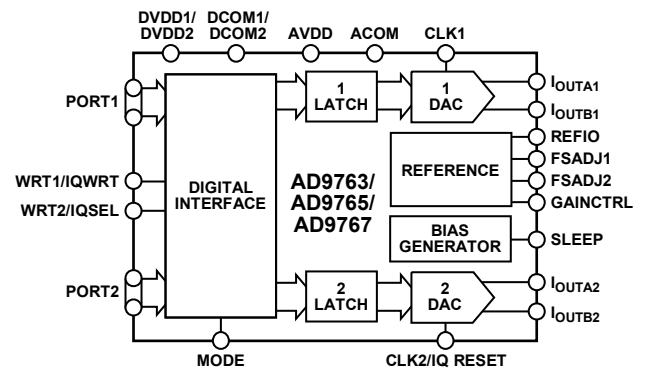 DVDD1/
DVDD2
DCOM1/
DCOM2
AVDD
ACOM
CLK1
PORT1
WRT1/IQWRT
WRT2/IQSEL
PORT2
DIGITAL
INTERFACE
1
LATCH
1
DAC
AD9763/
AD9765/
AD9767
REFERENCE
BIAS
GENERATOR
2
LATCH
2
DAC
IOUTA1
IOUTB1
REFIO
FSADJ1
FSADJ2
GAINCTRL
SLEEP
IOUTA2
IOUTB2
MODE
CLK2/IQ RESET